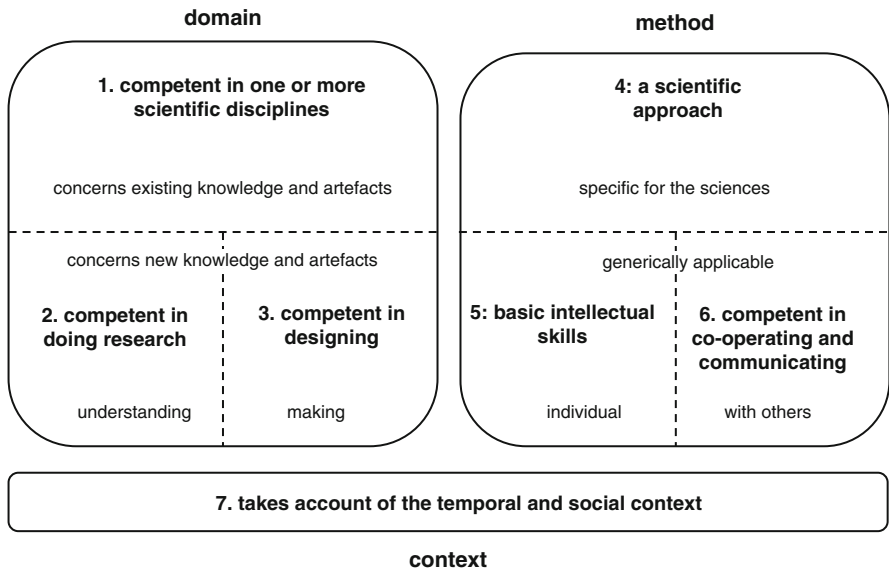 domain
1. competent in one or more
scientific disciplines
concerns existing knowledge and artefacts
concerns new knowledge and artefacts
2. competent in
doing research
3. competent in
designing
understanding
making
method
4: a scientific
approach
specific for the sciences
generically applicable
5: basic intellectual
skills
6. competent in
co-operating and
communicating
individual
with others
7. takes account of the temporal and social context
context